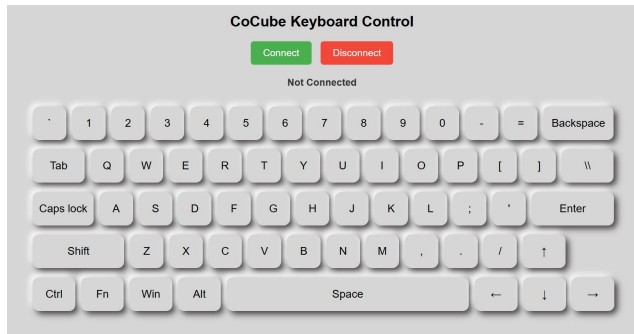 CoCube Keyboard Control
Connect Disconnect
Not Connected
` 1 2 3 4 5 6 7 8 9 0 - = Backspace
Tab Q W E R T Y U I O P [ ] \\
Caps lock A S D F G H J K L ; ' Enter
Shift Z X C V B N M , . / ↑
Ctrl Fn Win Alt Space ← ↓ →